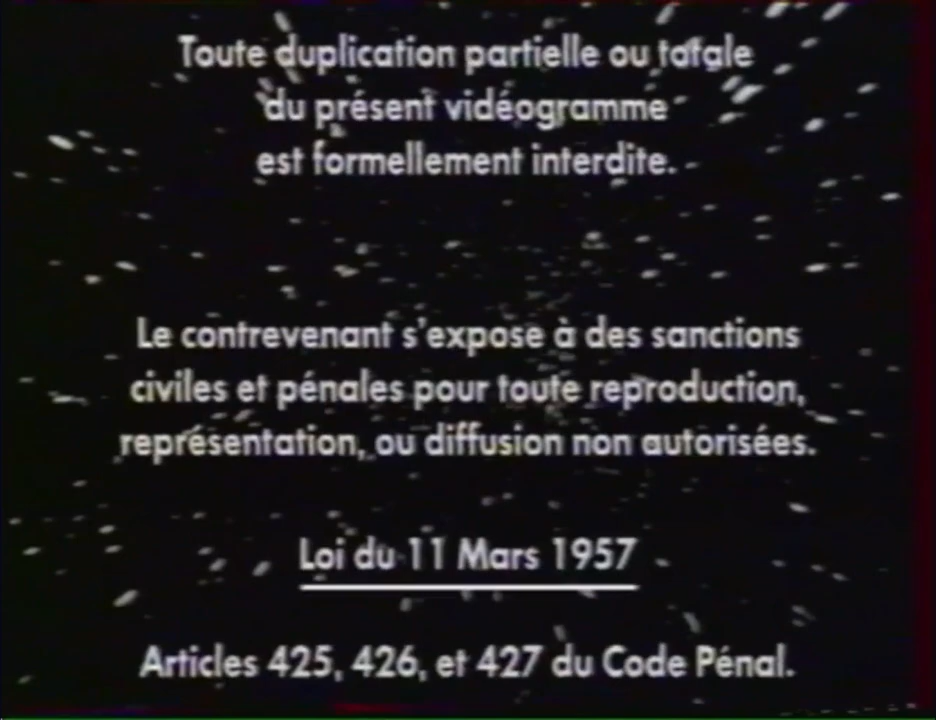 Toute duplication partielle ou totale
du présent vidéogramme
est formellement interdite.
Le contrevenant s'expose à des sanctions
civiles et pénales pour toute reproduction,
représentation, ou diffusion non autorisées.
Loi du 11 Mars 1957
Articles 425, 426, et 427 du Code Pénal.